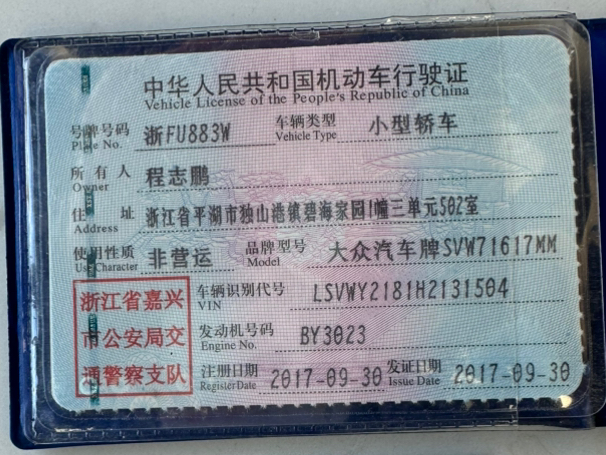 中华人民共和国机动车行驶证
Vehicle License of the People's Republic of China
号牌号码 浙FU883W 车辆类型 小型轿车
Plate No. Vehicle Type
所有人 程志鹏
Owner
住址 浙江省平湖市独山港镇碧海家园1幢三单元502室
Address
使用性质 非营运 品牌型号 大众汽车牌SVW71617MM
Use Character Model
浙江省嘉兴
市公安局交
通警察支队
车辆识别代号 LSVWY2181H2131504
VIN
发动机号码 BY3023
Engine No.
注册日期 2017-09-30 发证日期 2017-09-30
Register Date Issue Date